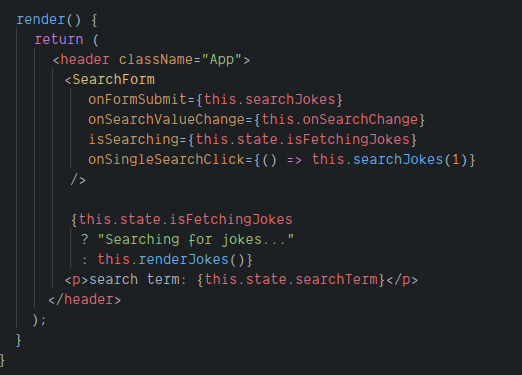 render() {
return (
<header className="App">
<SearchForm
onFormSubmit={this.searchJokes}
onSearchValueChange={this.onSearchChange}
isSearching={this.state.isFetchingJokes}
onSingleSearchClick={() => this.searchJokes(1)}
/>
{this.state.isFetchingJokes
? "Searching for jokes..."
: this.renderJokes()}
<p>search term: {this.state.searchTerm}</p>
</header>
);
}
}